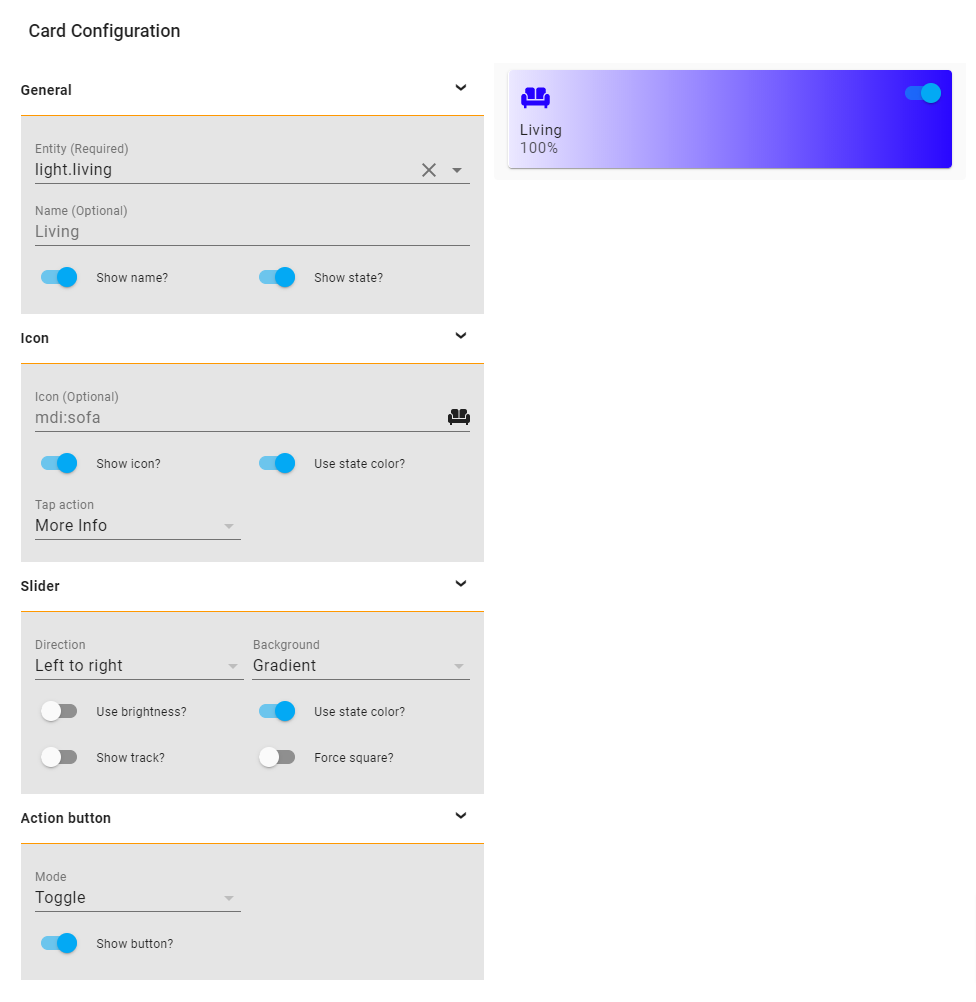 Card Configuration
General
Entity (Required)
light.living
Name (Optional)
Living
Show name?
Show state?
Icon
Icon (Optional)
mdi:sofa
Show icon?
Use state color?
Tap action
More Info
Slider
Direction
Background
Left to right
Gradient
Use brightness?
Use state color?
Show track?
Force square?
Action button
Mode
Toggle
Show button?
Living
100%